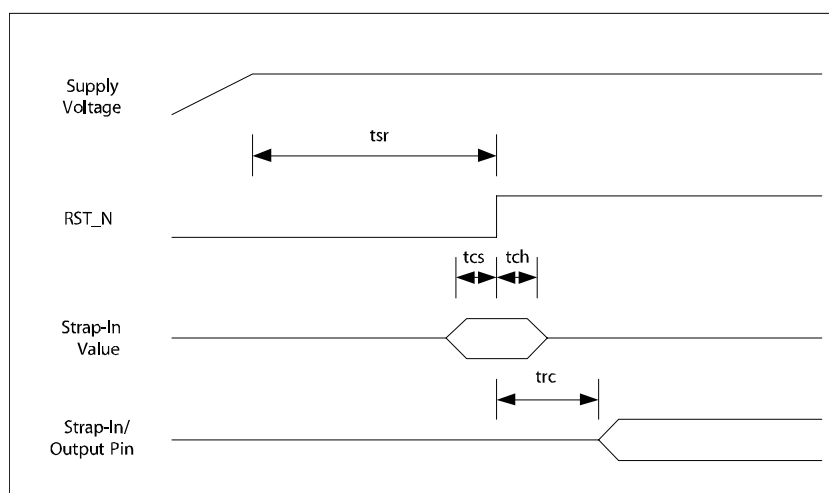 Supply
Voltage
tsr
RST_N
tcs
tch
Strap-In
Value
trc
Strap-In/
Output Pin